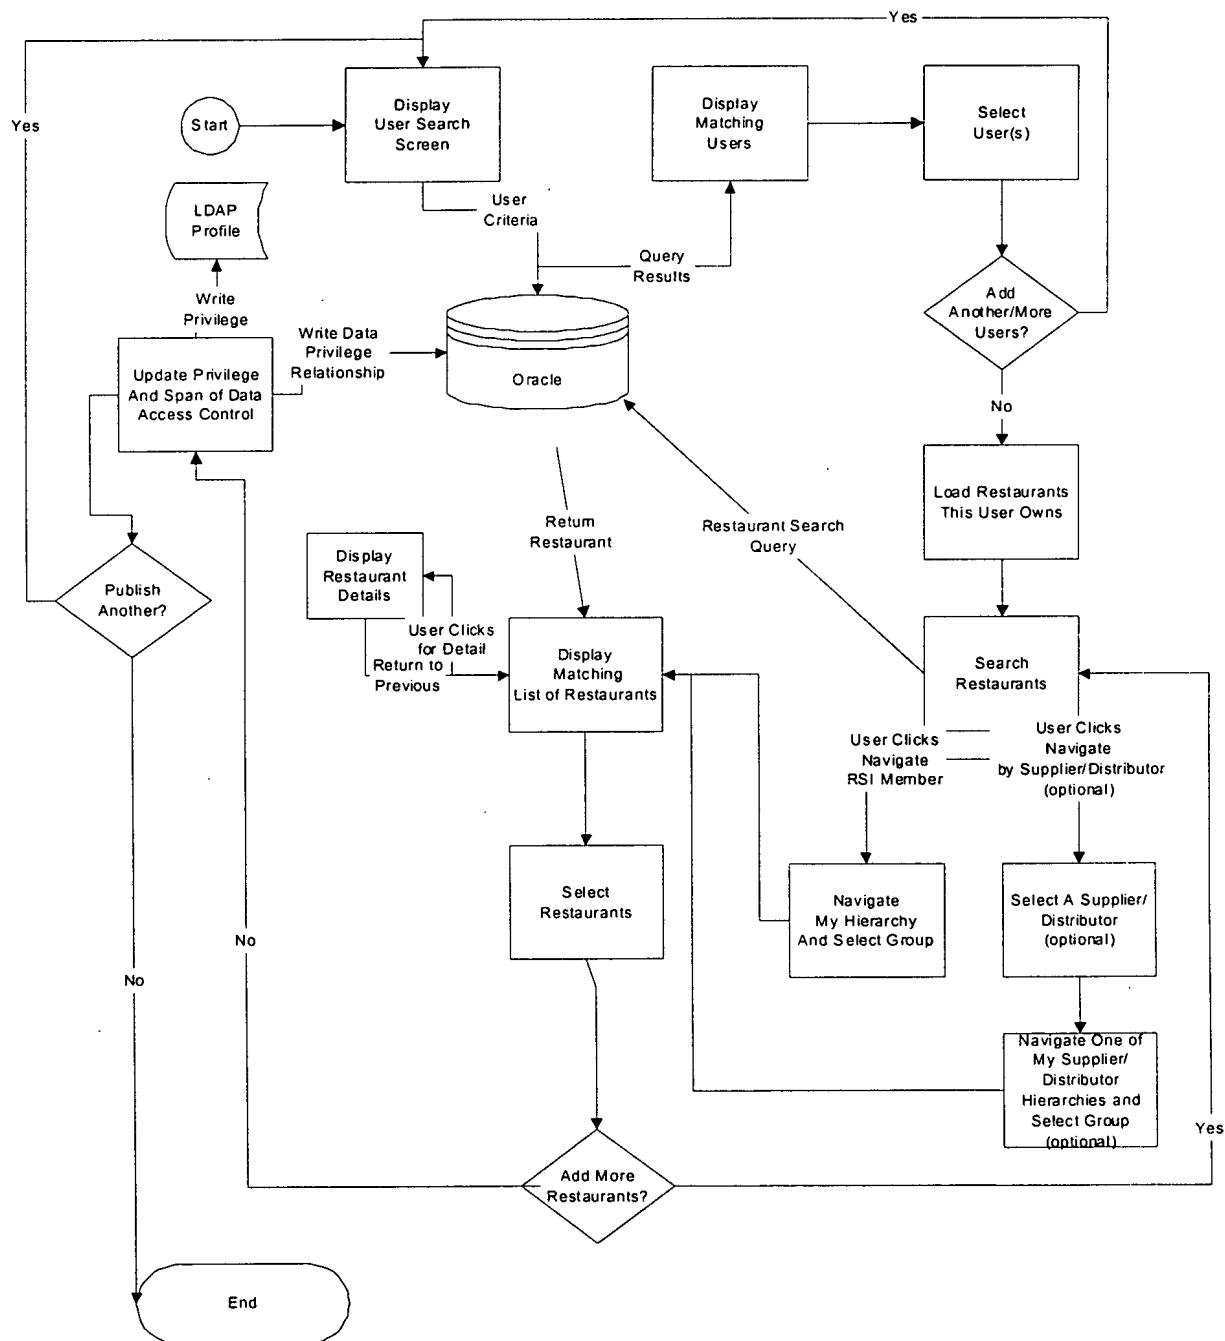 Yes
Yes
Start
Display
User Search
Screen
Display
Matching
Users
Select
User(s)
LDAP
Profile
User
Criteria
Query
Results
Write
Privilege
Write Data
Privilege
Relationship
Add
Another/More
Users?
Update Privilege
And Span of Data
Access Control
Oracle
No
Load Restaurants
This User Owns
Return
Restaurant
Restaurant Search
Query
Display
Restaurant
Details
Publish
Another?
User Clicks
for Detail
Return to
Previous
Display
Matching
List of Restaurants
Search
Restaurants
User Clicks
Navigate
RSI Member
User Clicks
Navigate
by Supplier/Distributor
(optional)
Select
Restaurants
Navigate
My Hierarchy
And Select Group
Select A Supplier/
Distributor
(optional)
No
No
Navigate One of
My Supplier/
Distributor
Hierarchies and
Select Group
(optional)
Yes
Add More
Restaurants?
End